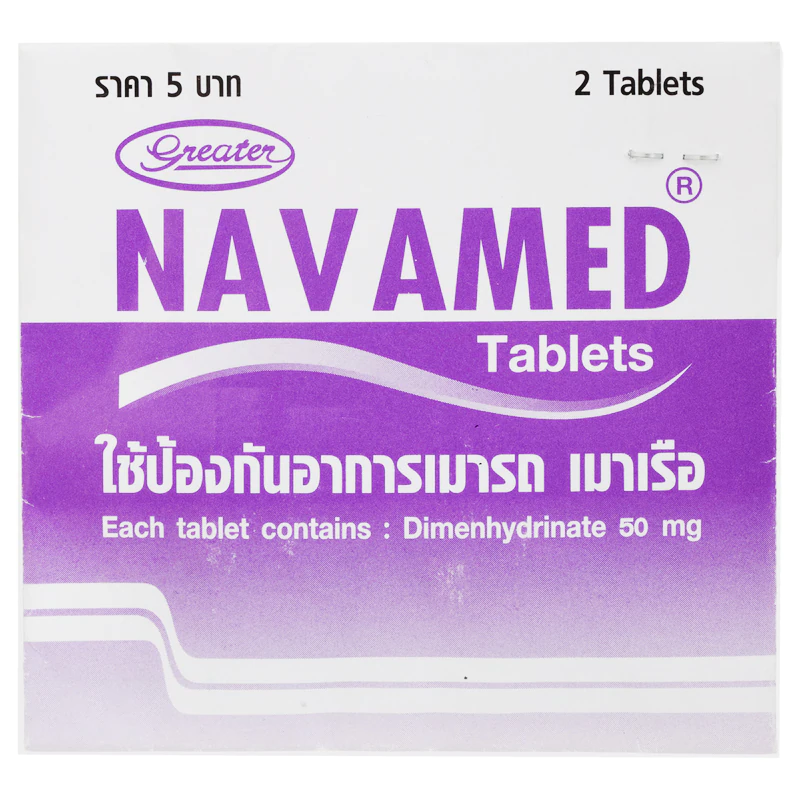 ราคา 5 บาท
2 Tablets
Greater
NAVAMED®
Tablets
ใช้ป้องกันอาการเมารถ เมาเรือ
Each tablet contains : Dimenhydrinate 50 mg